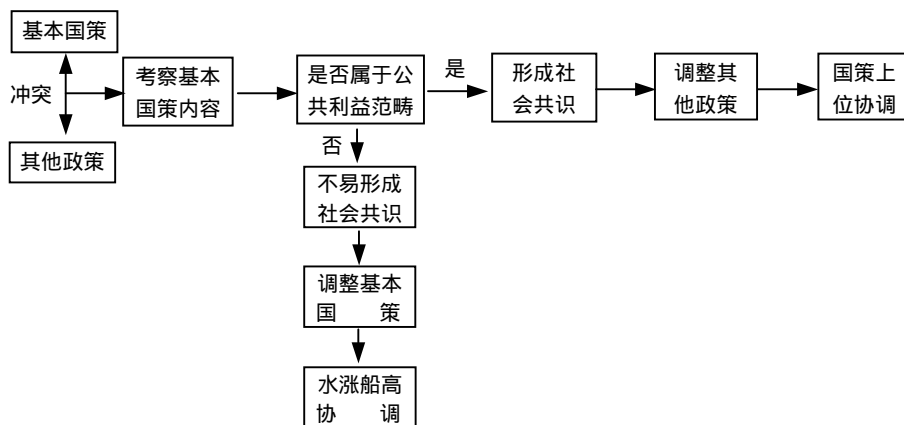 基本国策
冲突
其他政策
考察基本
国策内容
是否属于公
共利益范畴
是
形成社
会共识
调整其
他政策
国策上
位协调
否
不易形成
社会共识
调整基本
国 策
水涨船高
协 调